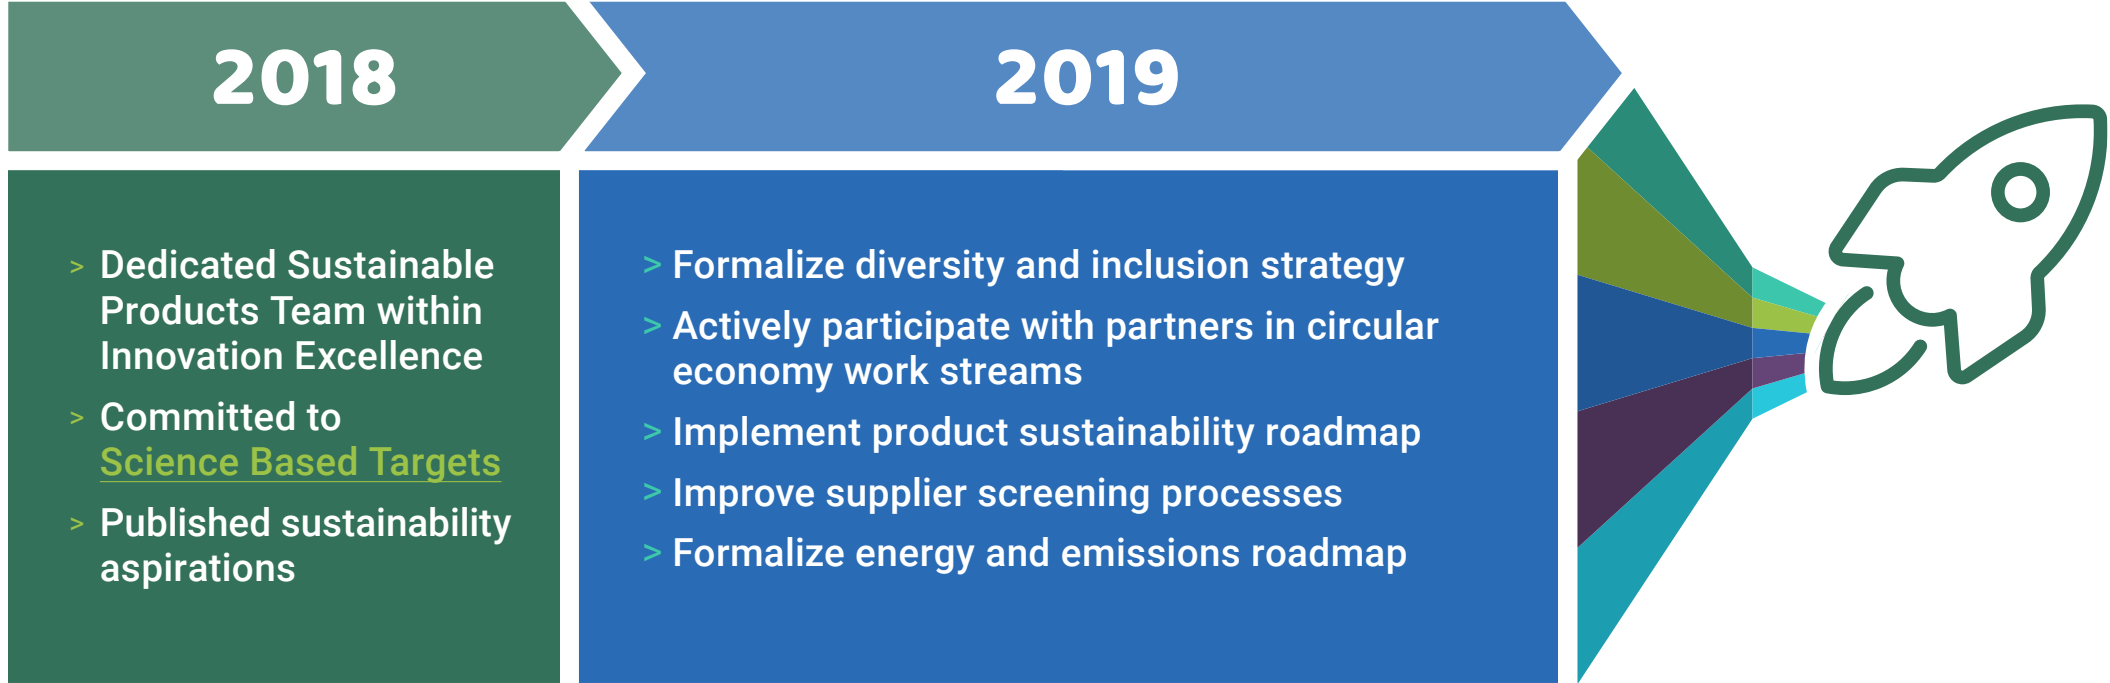 2018
> Dedicated Sustainable
Products Team within
Innovation Excellence
> Committed to
Science Based Targets
> Published sustainability
aspirations
2019
> Formalize diversity and inclusion strategy
> Actively participate with partners in circular
economy work streams
> Implement product sustainability roadmap
> Improve supplier screening processes
> Formalize energy and emissions roadmap